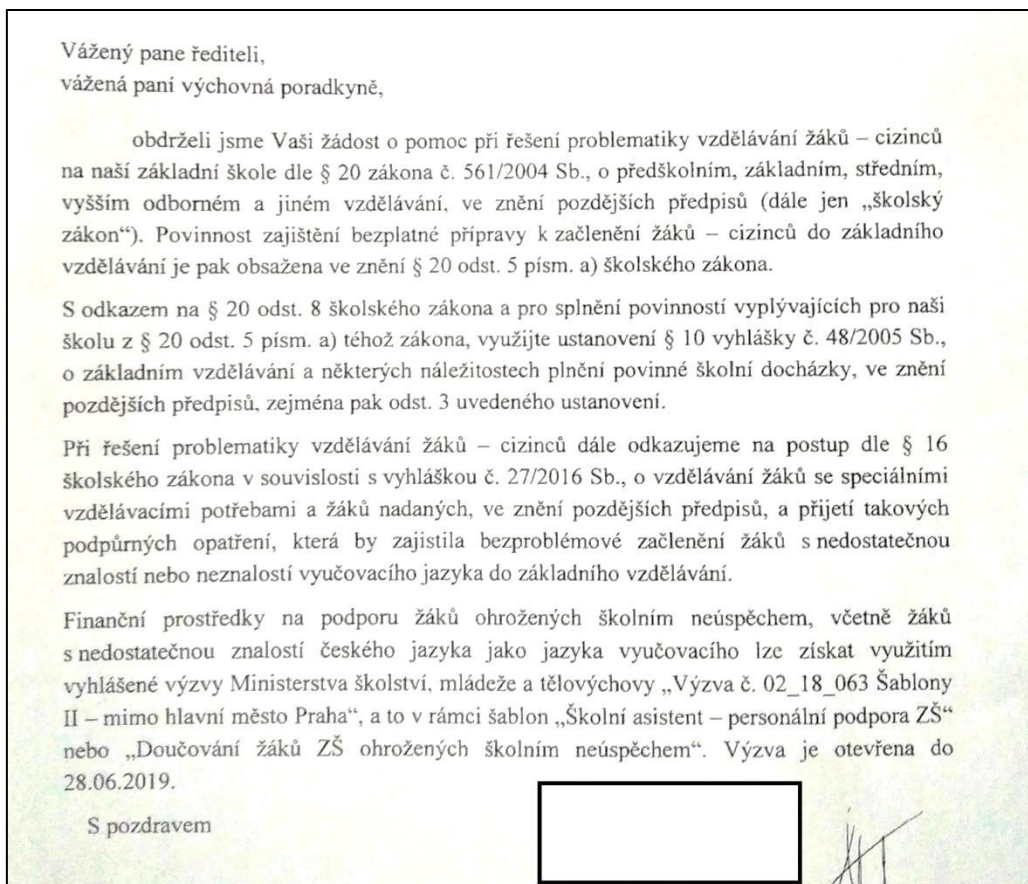 Vážený pane řediteli,
vážená paní výchovná poradkyně,
obdrželi jsme Vaši žádost o pomoc při řešení problematiky vzdělávání žáků – cizinců
na naší základní škole dle § 20 zákona č. 561/2004 Sb., o předškolním, základním, středním,
vyšším odborném a jiném vzdělávání, ve znění pozdějších předpisů (dále jen „školský
zákon“). Povinnost zajištění bezplatné přípravy k začlenění žáků – cizinců do základního
vzdělávání je pak obsažena ve znění § 20 odst. 5 písm. a) školského zákona.
S odkazem na § 20 odst. 8 školského zákona a pro splnění povinností vyplývajících pro naši
školu z § 20 odst. 5 písm. a) téhož zákona, využijte ustanovení § 10 vyhlášky č. 48/2005 Sb.,
o základním vzdělávání a některých náležitostech plnění povinné školní docházky, ve znění
pozdějších předpisů, zejména pak odst. 3 uvedeného ustanovení.
Při řešení problematiky vzdělávání žáků – cizinců dále odkazujeme na postup dle § 16
školského zákona v souvislosti s vyhláškou č. 27/2016 Sb., o vzdělávání žáků se speciálními
vzdělávacími potřebami a žáků nadaných, ve znění pozdějších předpisů, a přijetí takových
podpůrných opatření, která by zajistila bezproblémové začlenění žáků s nedostatečnou
znalostí nebo neznalostí vyučovacího jazyka do základního vzdělávání.
Finanční prostředky na podporu žáků ohrožených školním neúspěchem, včetně žáků
s nedostatečnou znalostí českého jazyka jako jazyka vyučovacího lze získat využitím
vyhlášené výzvy Ministerstva školství, mládeže a tělovýchovy „Výzva č. 02_18_063 Šablony
II – mimo hlavní město Praha“, a to v rámci šablon „Školní asistent – personální podpora ZŠ“
nebo „Doučování žáků ZŠ ohrožených školním neúspěchem“. Výzva je otevřena do
28.06.2019.
S pozdravem